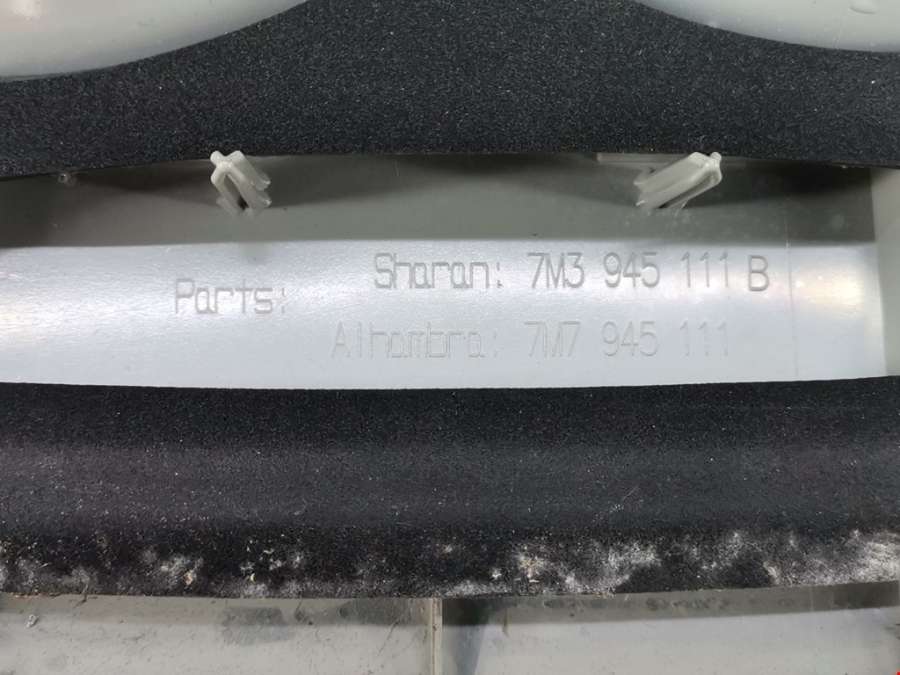 Sharan: 7M3 945 111 B
Parts:
Alhambra: 7M7 945 111